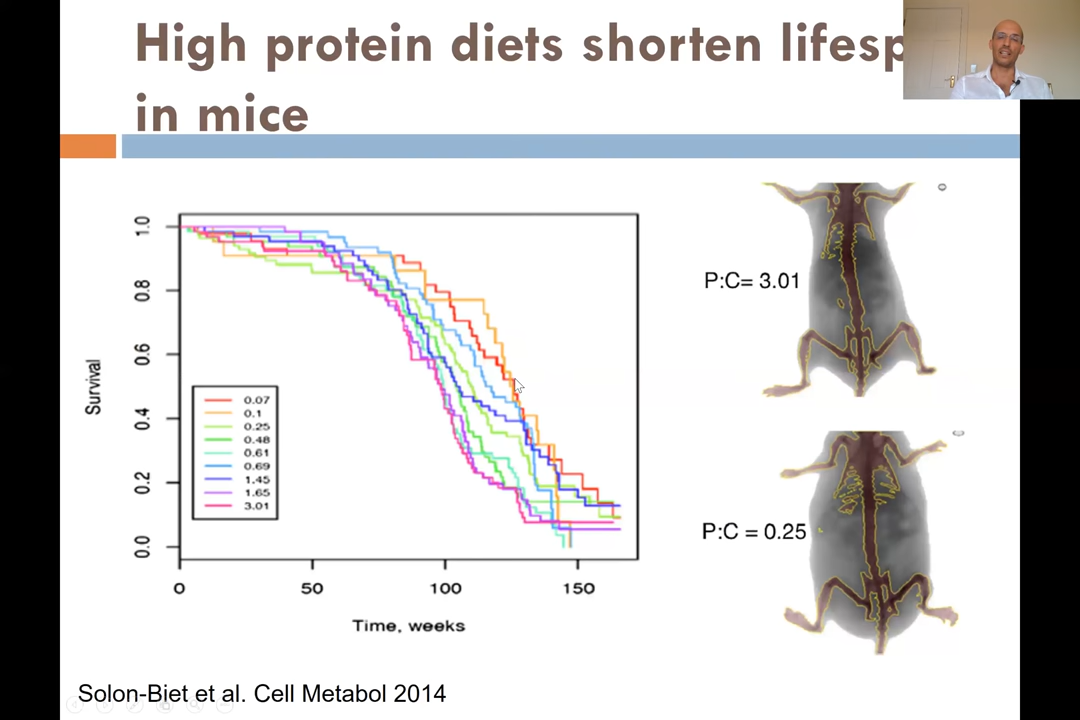 High protein diets shorten lifesp
in mice
Survival
1.0
0.8
0.6
0.4
0.2
0.0
0.07
0.1
0.25
0.48
0.61
0.69
1.45
1.65
3.01
0
50
100
150
Time, weeks
P:C= 3.01
P:C = 0.25
Solon-Biet et al. Cell Metabol 2014